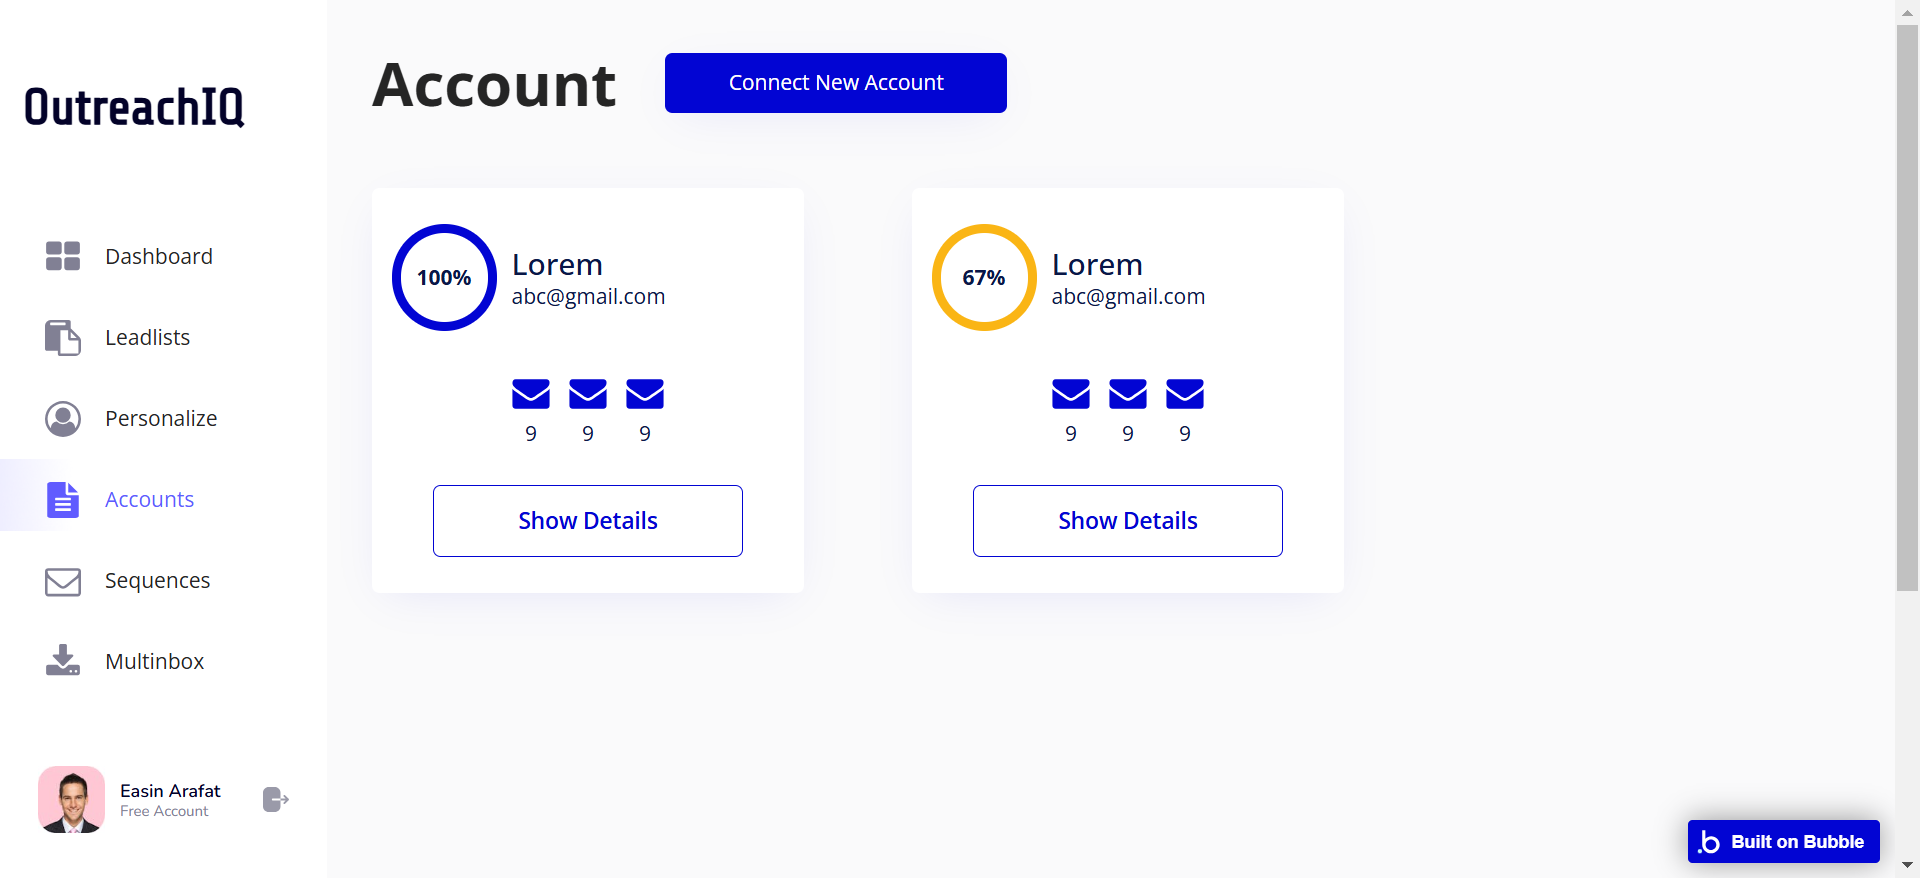 OutreachIQ
Dashboard
Leadlists
Personalize
Accounts
Sequences
Multinbox
Easin Arafat
Free Account
Account
Connect New Account
100%
Lorem
abc@gmail.com
9 9 9
Show Details
67%
Lorem
abc@gmail.com
9 9 9
Show Details
.b Built on Bubble